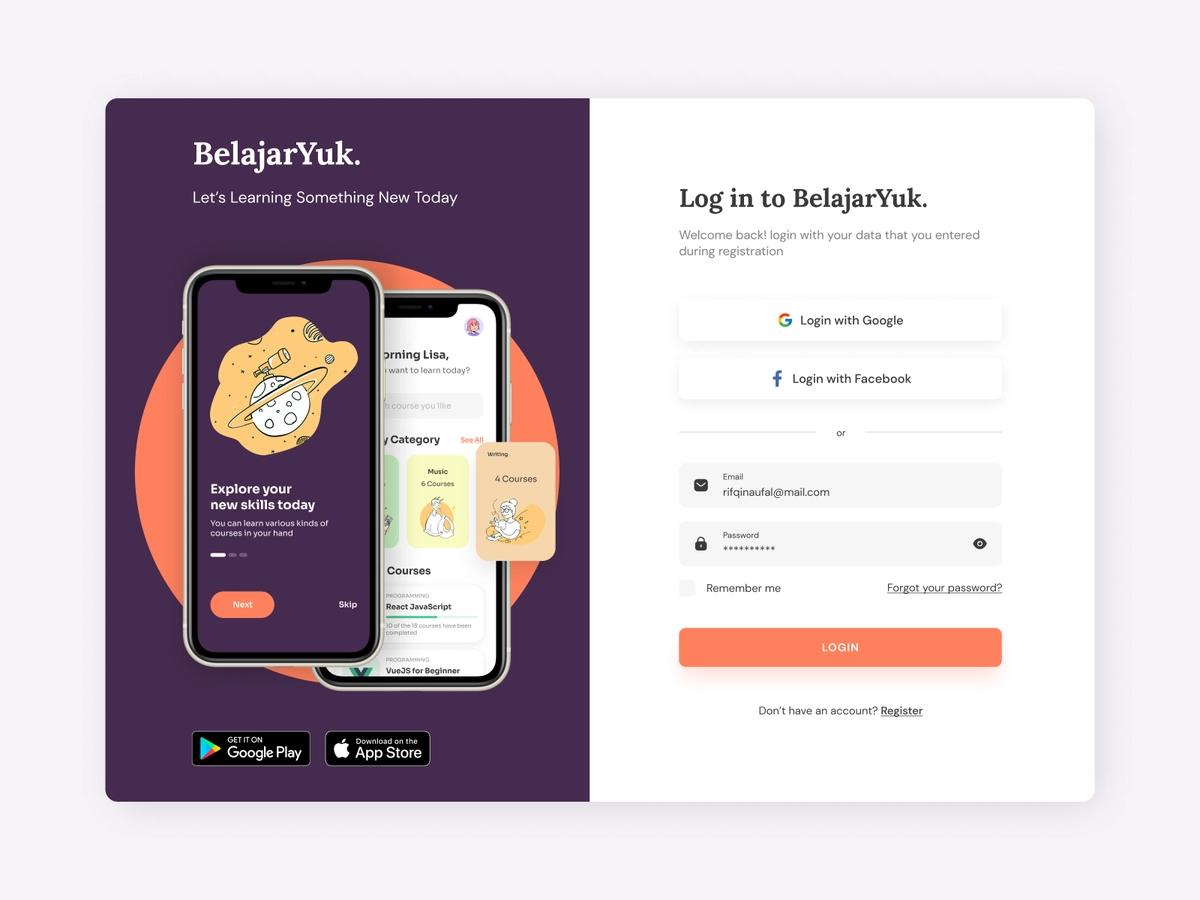 BelajarYuk.
Let's Learning Something New Today
Explore your
new skills today
You can learn various kinds of
courses in your hand
Next
Skip
orning Lisa,
want to learn today?
h course you like
y Category
See All
Music
6 Courses
Writing
4 Courses
Courses
PROGRAMMING
React JavaScript
10 of the 18 courses have been
completed
PROGRAMMING
VueJS for Beginner
GET IT ON
Google Play
Download on the
App Store
Log in to BelajarYuk.
Welcome back! login with your data that you entered
during registration
Login with Google
Login with Facebook
or
Email
rifqinaufal@mail.com
Password
**********
Remember me
Forgot your password?
LOGIN
Don't have an account? Register